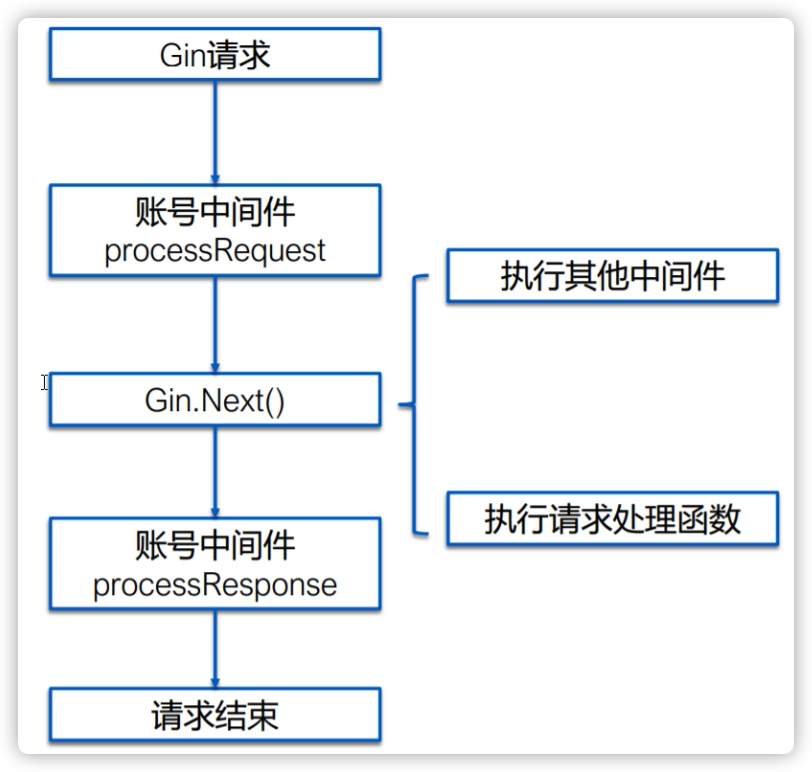 Gin请求
账号中间件
processRequest
执行其他中间件
Gin.Next()
执行请求处理函数
账号中间件
processResponse
请求结束